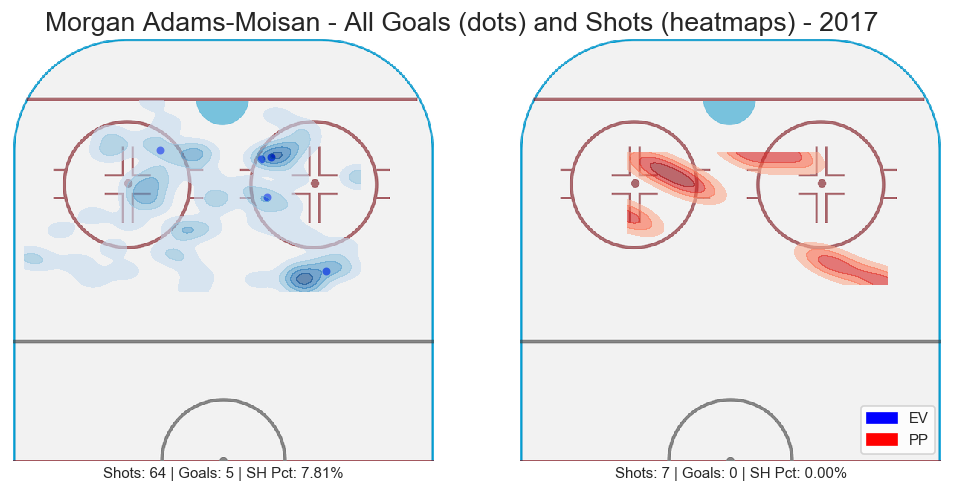 Morgan Adams-Moisan - All Goals (dots) and Shots (heatmaps) - 2017
EV
PP
Shots: 64 | Goals: 5 | SH Pct: 7.81%
Shots: 7 | Goals: 0 | SH Pct: 0.00%